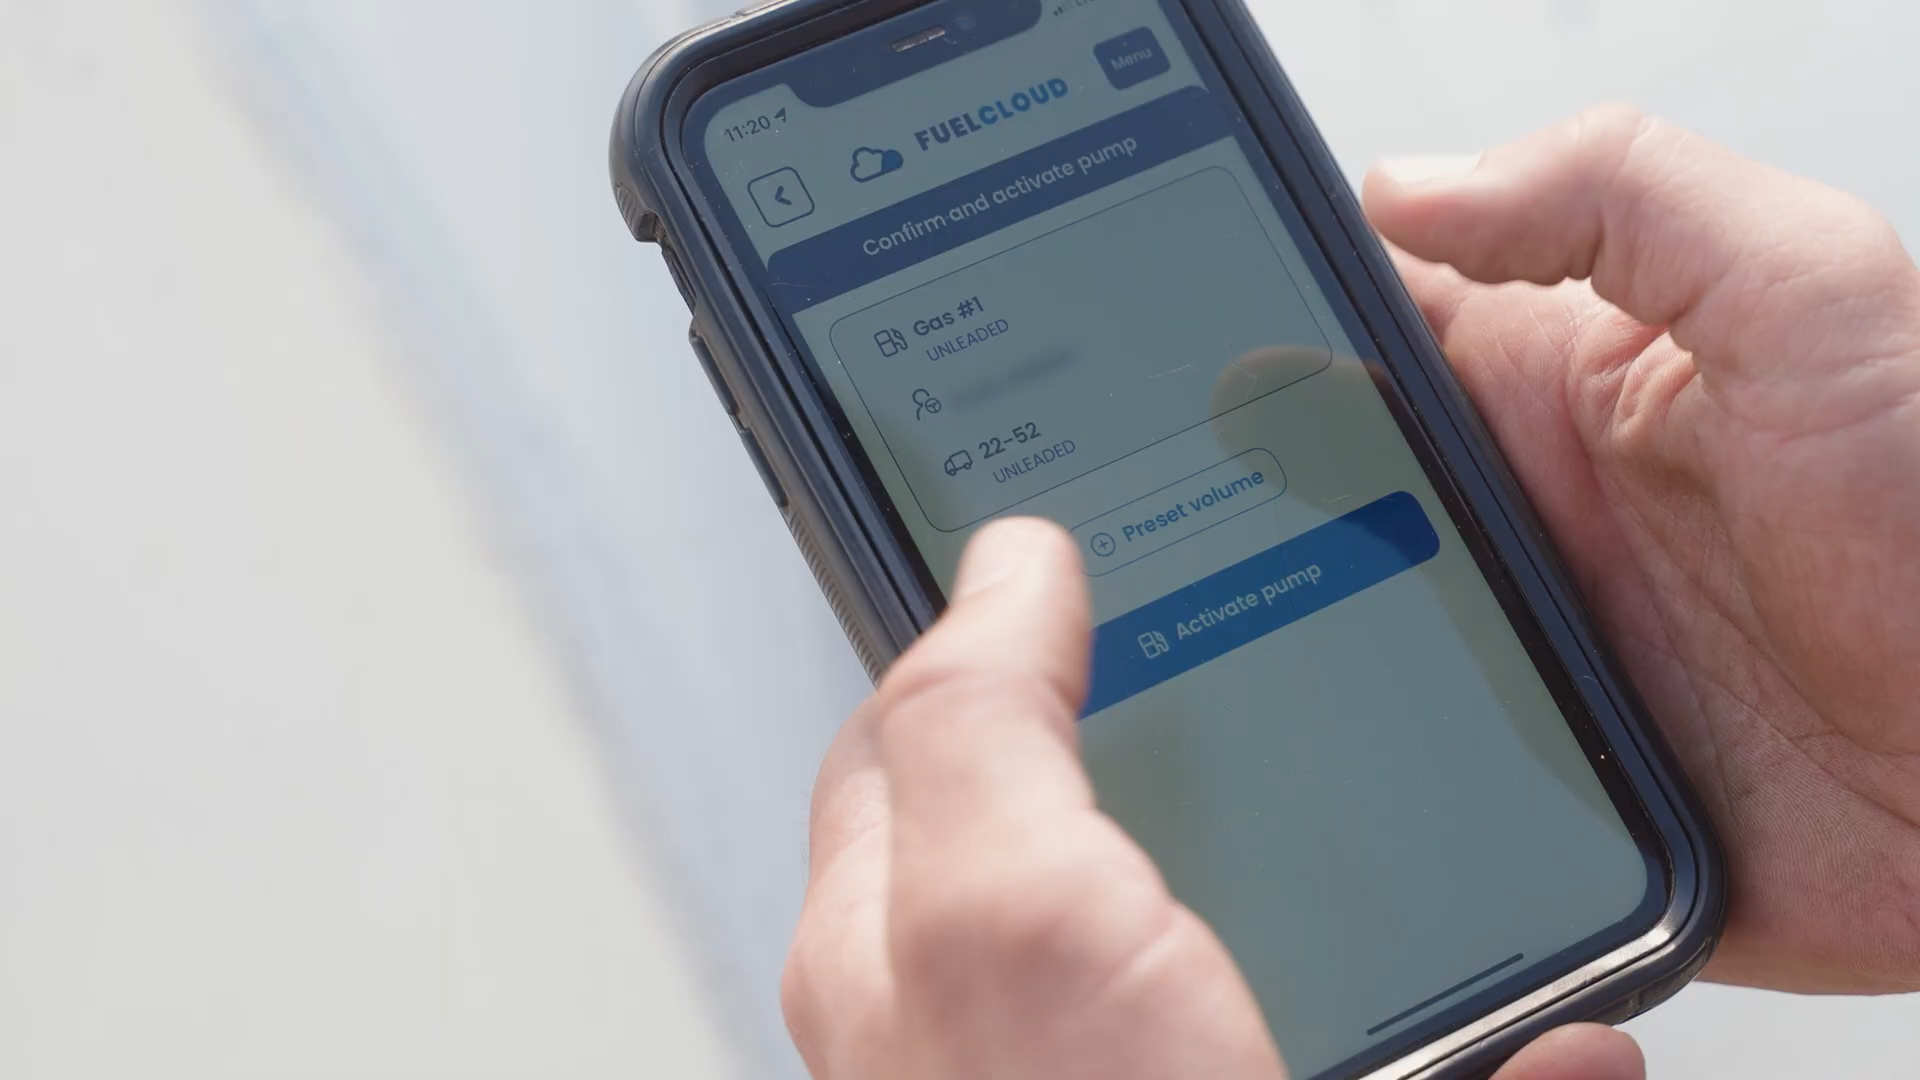 11:20
Menu
FUELCLOUD
Confirm and activate pump
Gas #1
UNLEADED
22-52
UNLEADED
Preset volume
Activate pump